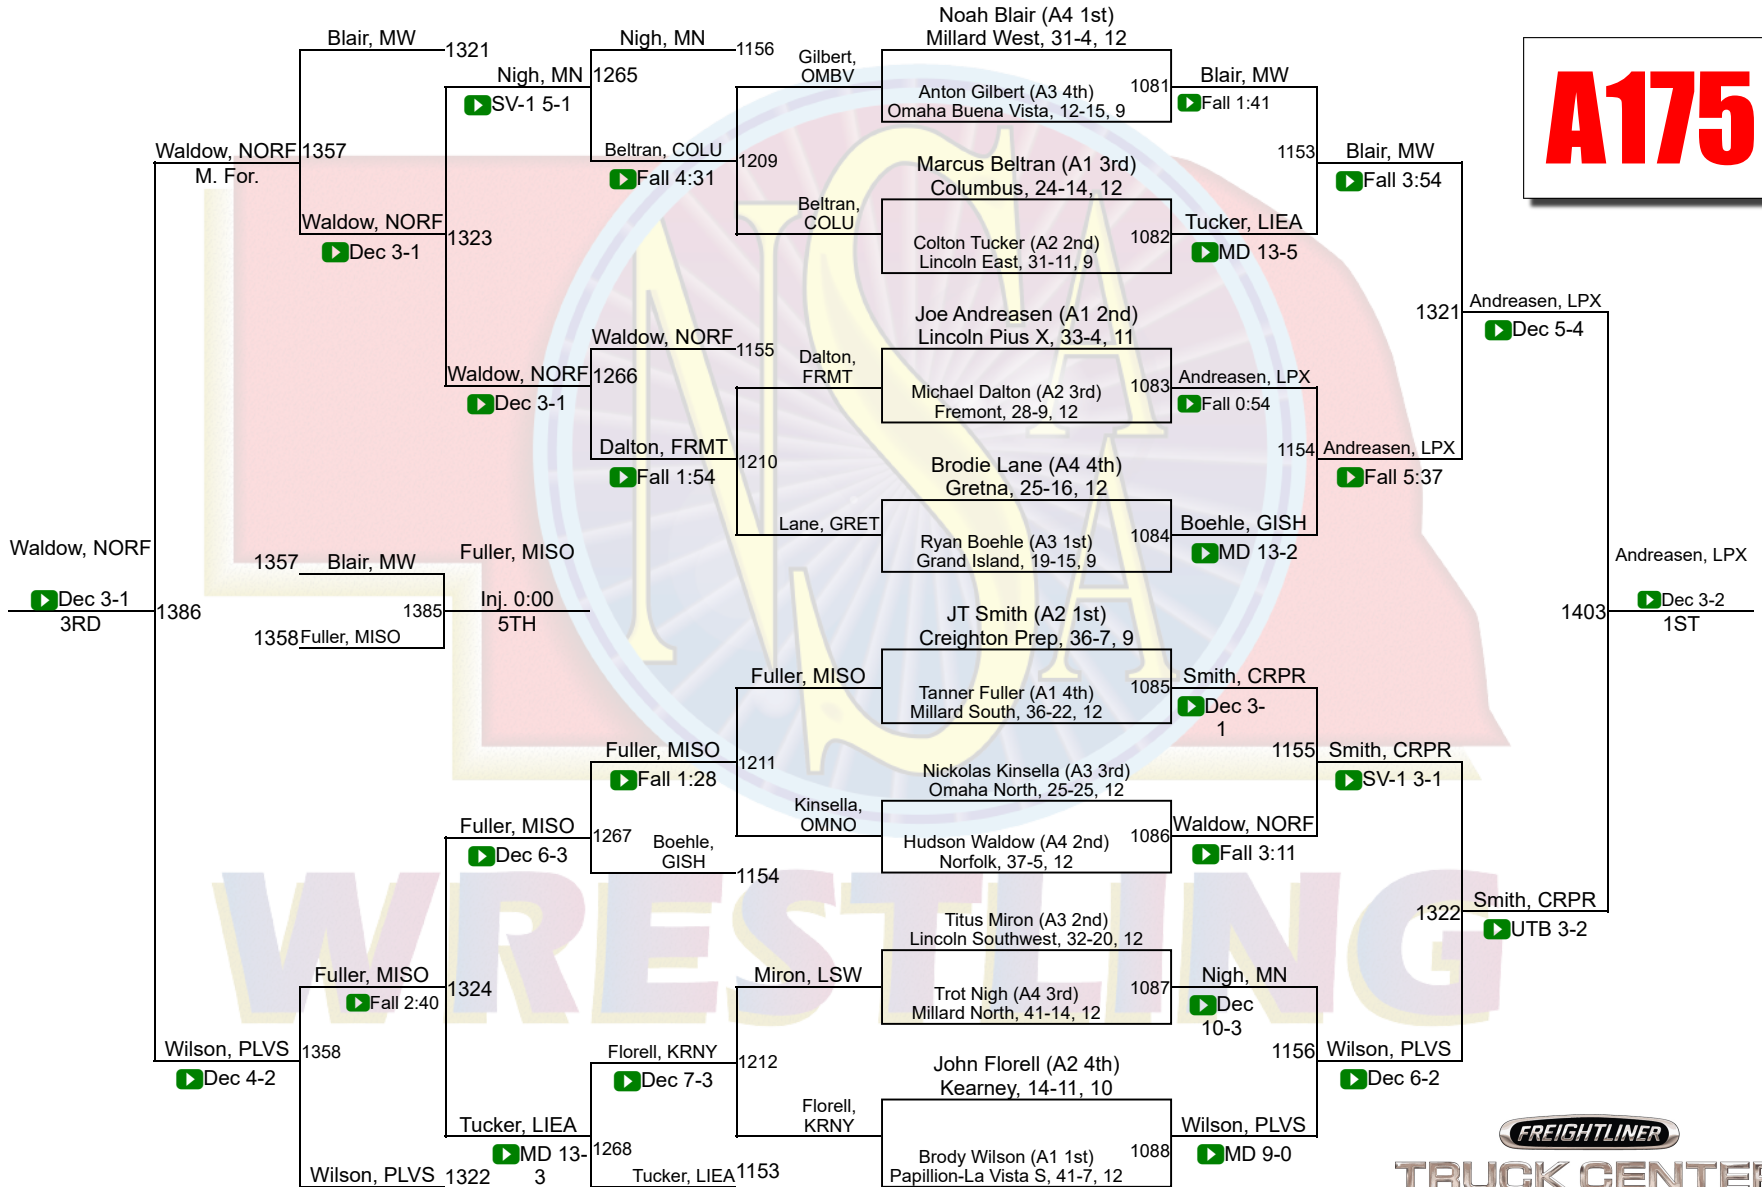 A175
Noah Blair (A4 1st)
Millard West, 31-4, 12
Anton Gilbert (A3 4th)
Omaha Buena Vista, 12-15, 9
1081
Marcus Beltran (A1 3rd)
Columbus, 24-14, 12
Colton Tucker (A2 2nd)
Lincoln East, 31-11, 9
1082
Joe Andreasen (A1 2nd)
Lincoln Pius X, 33-4, 11
Michael Dalton (A2 3rd)
Fremont, 28-9, 12
1083
Brodie Lane (A4 4th)
Gretna, 25-16, 12
Ryan Boehle (A3 1st)
Grand Island, 19-15, 9
1084
JT Smith (A2 1st)
Creighton Prep, 36-7, 9
Tanner Fuller (A1 4th)
Millard South, 36-22, 12
1085
Nickolas Kinsella (A3 3rd)
Omaha North, 25-25, 12
Hudson Waldow (A4 2nd)
Norfolk, 37-5, 12
1086
Titus Miron (A3 2nd)
Lincoln Southwest, 32-20, 12
Trot Nigh (A4 3rd)
Millard North, 41-14, 12
1087
John Florell (A2 4th)
Kearney, 14-11, 10
Brody Wilson (A1 1st)
Papillion-La Vista S, 41-7, 12
1088
Blair, MW
Fall 1:41
1153
Tucker, LIEA
MD 13-5
Andreasen, LPX
Fall 0:54
1154
Boehle, GISH
MD 13-2
Smith, CRPR
Dec 3-
1
1155
Waldow, NORF
Fall 3:11
Nigh, MN
Dec
10-3
1156
Wilson, PLVS
MD 9-0
Blair, MW
Fall 3:54
1321
Andreasen, LPX
Fall 5:37
Smith, CRPR
SV-1 3-1
1322
Wilson, PLVS
Dec 6-2
Andreasen, LPX
Dec 5-4
1403
Smith, CRPR
UTB 3-2
Andreasen, LPX
Dec 3-2
1ST
Gilbert,
OMBV
1209
Beltran,
COLU
Dalton,
FRMT
1210
Lane, GRET
Fuller, MISO
1211
Kinsella,
OMNO
Miron, LSW
1212
Florell,
KRNY
Nigh, MN
1156
1265
Beltran, COLU
Fall 4:31
Waldow, NORF
1155
1266
Dalton, FRMT
Fall 1:54
Fuller, MISO
Fall 1:28
1267
Boehle,
GISH
1154
Florell, KRNY
Dec 7-3
1268
Tucker, LIEA
1153
Nigh, MN
SV-1 5-1
1323
Waldow, NORF
Dec 3-1
Fuller, MISO
Dec 6-3
1324
Tucker, LIEA
MD 13-
3
Blair, MW
1321
1357
Waldow, NORF
Dec 3-1
Fuller, MISO
Fall 2:40
1358
Wilson, PLVS
1322
Waldow, NORF
M. For.
1386
Wilson, PLVS
Dec 4-2
Waldow, NORF
Dec 3-1
3RD
1357
Blair, MW
1385
1358
Fuller, MISO
Fuller, MISO
Inj. 0:00
5TH
NSAA
WRESTLING
FREIGHTLINER